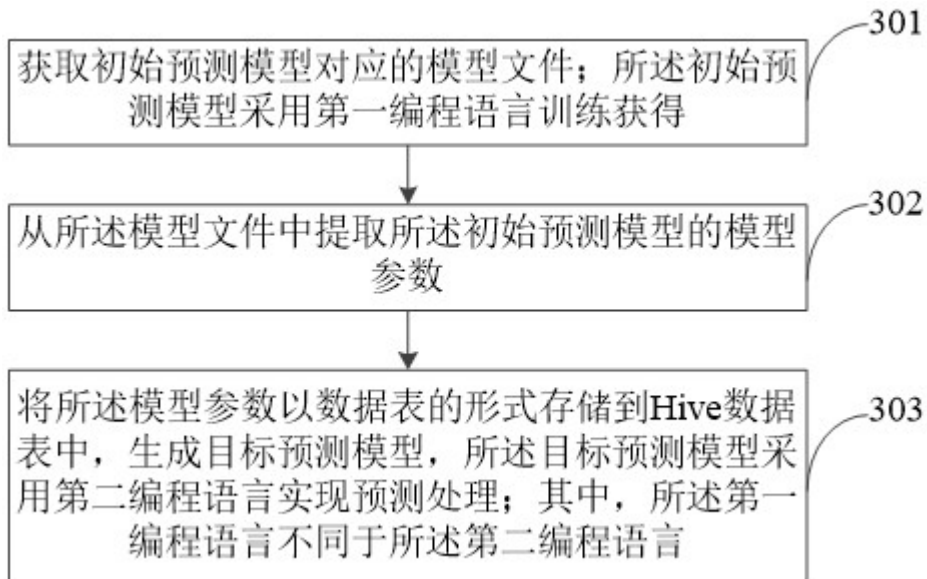 301
获取初始预测模型对应的模型文件；所述初始预
测模型采用第一编程语言训练获得
302
从所述模型文件中提取所述初始预测模型的模型
参数
303
将所述模型参数以数据表的形式存储到Hive数据
表中，生成目标预测模型，所述目标预测模型采
用第二编程语言实现预测处理；其中，所述第一
编程语言不同于所述第二编程语言